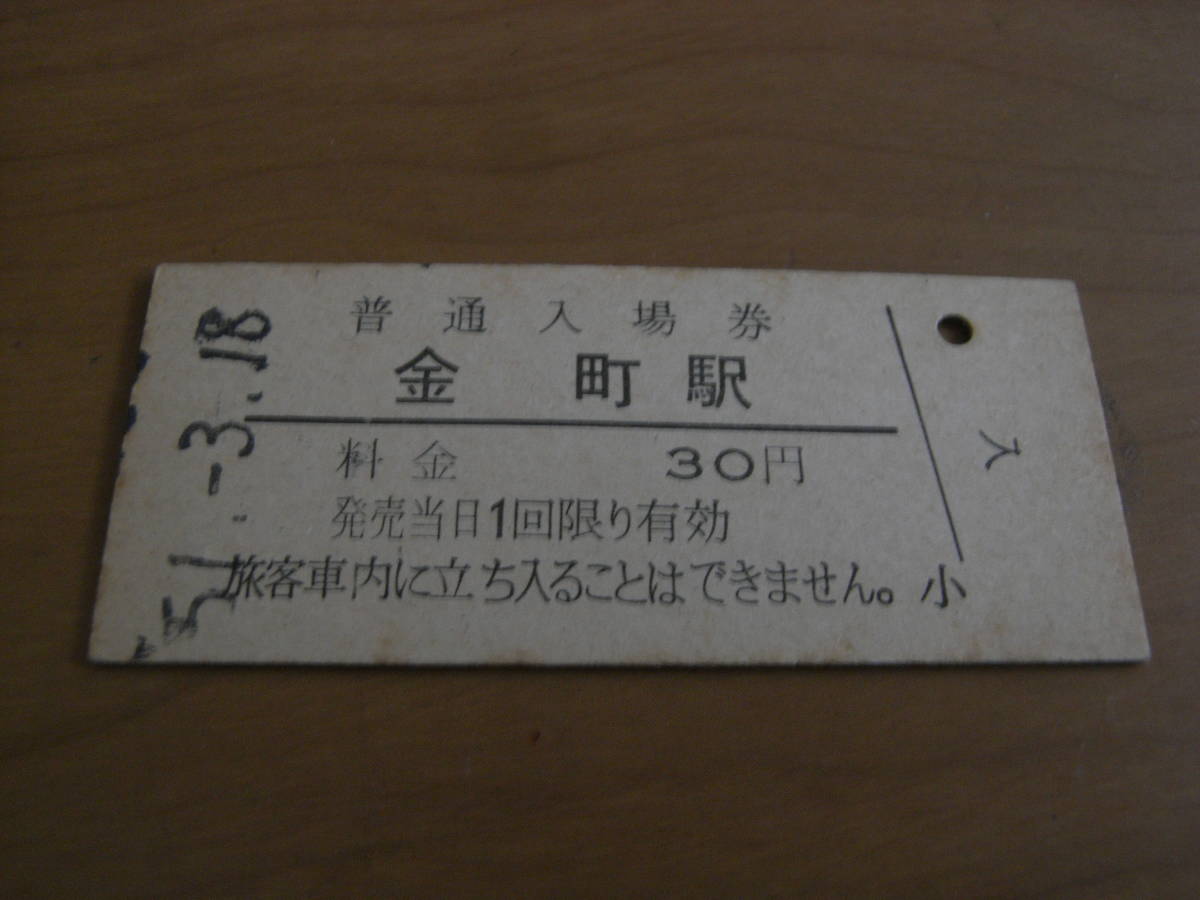 普通入場券
金町駅
料金 30円
発売当日1回限り有効
旅客車内に立ち入ることはできません。小
入
51.-3.18